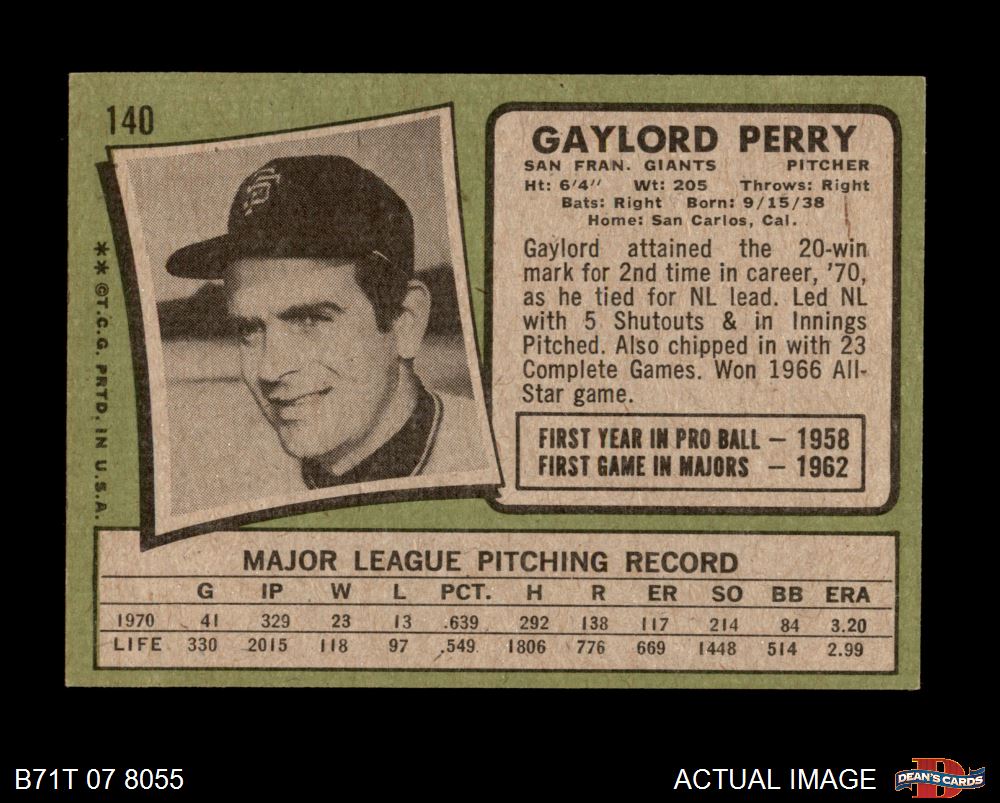 140
GAYLORD PERRY
SAN FRAN. GIANTS PITCHER
Ht: 6'4" Wt: 205 Throws: Right
Bats: Right Born: 9/15/38
Home: San Carlos, Cal.
Gaylord attained the 20-win
mark for 2nd time in career, '70,
as he tied for NL lead. Led NL
with 5 Shutouts & in Innings
Pitched. Also chipped in with 23
Complete Games. Won 1966 All-
Star game.
FIRST YEAR IN PRO BALL — 1958
FIRST GAME IN MAJORS — 1962
SF
** ©T.C.G. PRTD. IN U.S.A.
MAJOR LEAGUE PITCHING RECORD
G IP W L PCT. H R ER SO BB ERA
1970 41 329 23 13 .639 292 138 117 214 84 3.20
LIFE 330 2015 118 97 .549 1806 776 669 1448 514 2.99
B71T 07 8055
ACTUAL IMAGE
DEAN'S CARDS